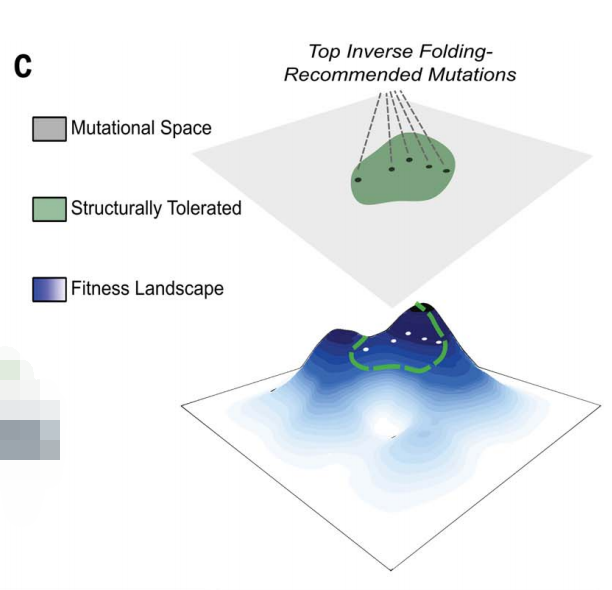 C
Top Inverse Folding-
Recommended Mutations
Mutational Space
Structurally Tolerated
Fitness Landscape